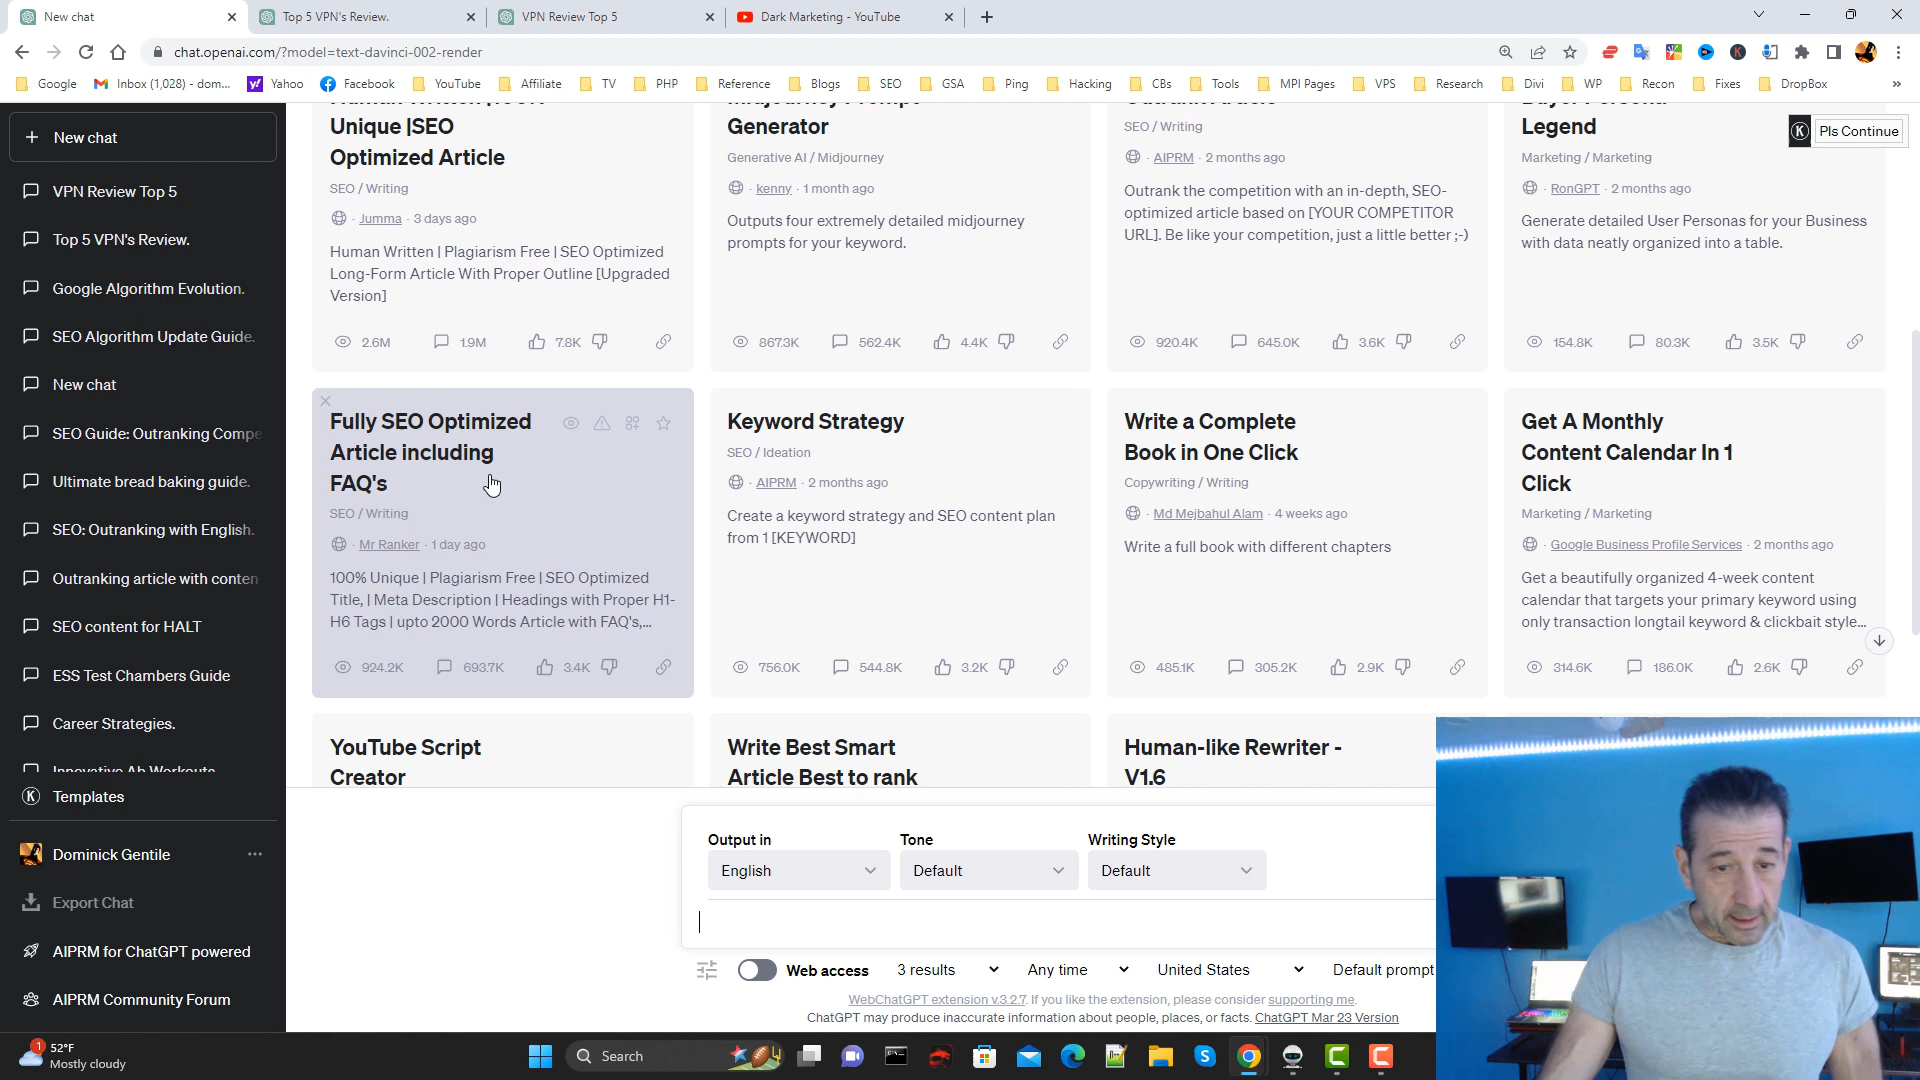 New chat
Top 5 VPN's Review.
VPN Review Top 5
Dark Marketing - YouTube
chat.openai.com/?model=text-davinci-002-render
Google
Inbox (1,028) - dom...
Yahoo
Facebook
YouTube
Affiliate
TV
PHP
Reference
Blogs
SEO
GSA
Ping
Hacking
CBs
Tools
MPI Pages
VPS
Research
Divi
WP
Recon
Fixes
DropBox
»
New chat
VPN Review Top 5
Top 5 VPN's Review.
Google Algorithm Evolution.
SEO Algorithm Update Guide.
New chat
SEO Guide: Outranking Compe
Ultimate bread baking guide.
SEO: Outranking with English.
Outranking article with conten
SEO content for HALT
ESS Test Chambers Guide
Career Strategies.
Innovative Ab Workouts
Templates
Dominick Gentile
Export Chat
AIPRM for ChatGPT powered
AIPRM Community Forum
Unique |SEO
Optimized Article
SEO / Writing
· Jumma · 3 days ago
Human Written | Plagiarism Free | SEO Optimized
Long-Form Article With Proper Outline [Upgraded
Version]
2.6M 1.9M 7.8K
Midjourney Prompt
Generator
Generative AI / Midjourney
· kenny · 1 month ago
Outputs four extremely detailed midjourney
prompts for your keyword.
867.3K 562.4K 4.4K
Outrank Article
SEO / Writing
· AIPRM · 2 months ago
Outrank the competition with an in-depth, SEO-
optimized article based on [YOUR COMPETITOR
URL]. Be like your competition, just a little better ;-)
920.4K 645.0K 3.6K
Buyer Persona
Legend
Marketing / Marketing
· RonGPT · 2 months ago
Generate detailed User Personas for your Business
with data neatly organized into a table.
154.8K 80.3K 3.5K
K Pls Continue
Fully SEO Optimized
Article including
FAQ's
SEO / Writing
· Mr Ranker · 1 day ago
100% Unique | Plagiarism Free | SEO Optimized
Title, | Meta Description | Headings with Proper H1-
H6 Tags | upto 2000 Words Article with FAQ's,...
924.2K 693.7K 3.4K
Keyword Strategy
SEO / Ideation
· AIPRM · 2 months ago
Create a keyword strategy and SEO content plan
from 1 [KEYWORD]
756.0K 544.8K 3.2K
Write a Complete
Book in One Click
Copywriting / Writing
· Md Mejbahul Alam · 4 weeks ago
Write a full book with different chapters
485.1K 305.2K 2.9K
Get A Monthly
Content Calendar In 1
Click
Marketing / Marketing
· Google Business Profile Services · 2 months ago
Get a beautifully organized 4-week content
calendar that targets your primary keyword using
only transaction longtail keyword & clickbait style...
314.6K 186.0K 2.6K
YouTube Script
Creator
Write Best Smart
Article Best to rank
Human-like Rewriter -
V1.6
Output in
English
Tone
Default
Writing Style
Default
Web access
3 results
Any time
United States
Default prompt
WebChatGPT extension v.3.2.7. If you like the extension, please consider supporting me.
ChatGPT may produce inaccurate information about people, places, or facts. ChatGPT Mar 23 Version
1
52°F
Mostly cloudy
Search